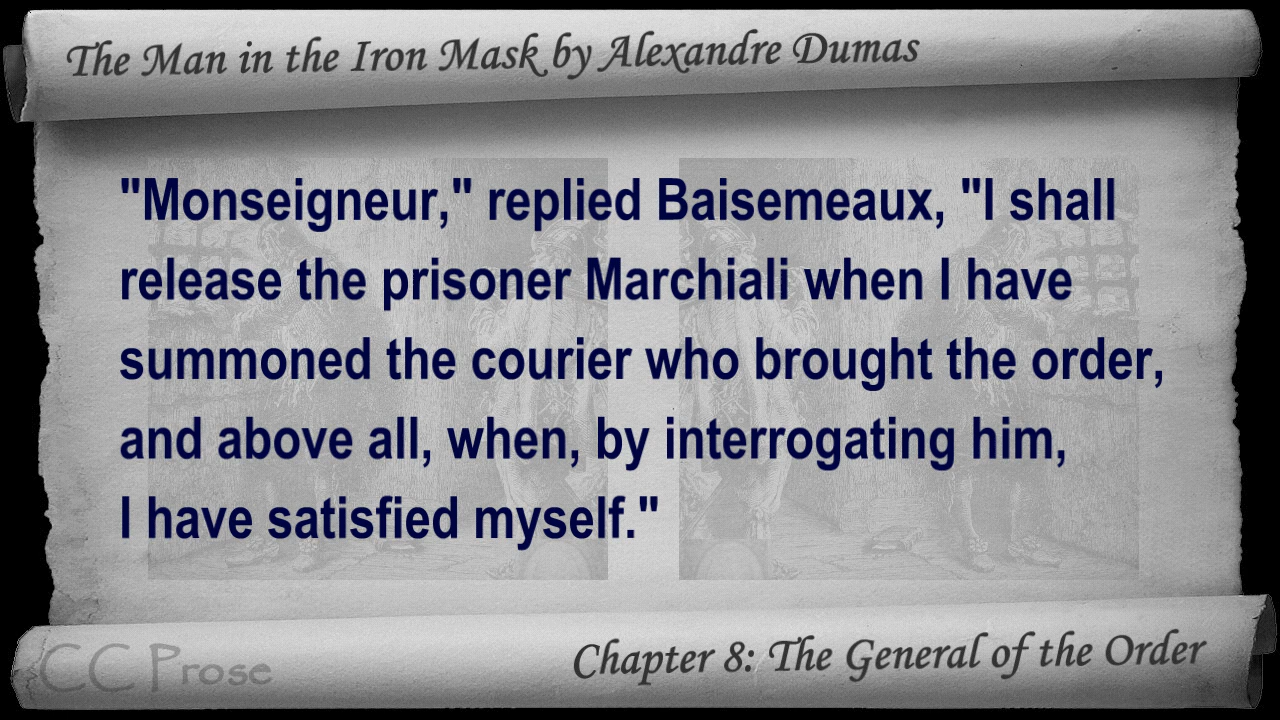 The Man in the Iron Mask by Alexandre Dumas
"Monseigneur," replied Baisemeaux, "I shall
release the prisoner Marchiali when I have
summoned the courier who brought the order,
and above all, when, by interrogating him,
I have satisfied myself."
CC Prose
Chapter 8: The General of the Order